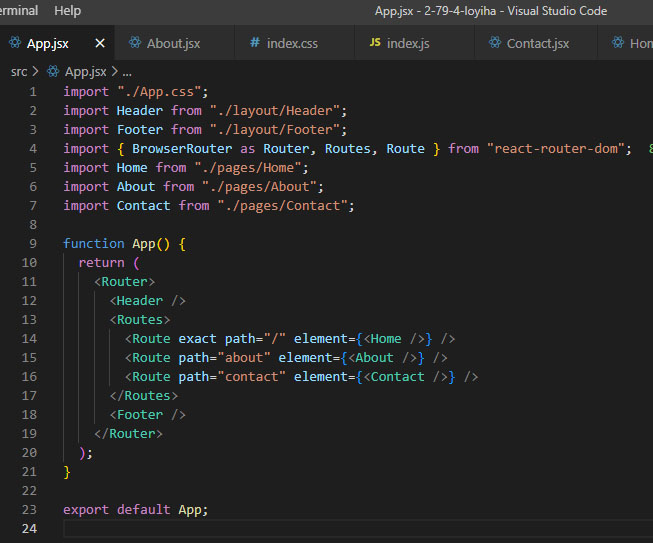 erminal Help App.jsx - 2-79-4-loyiha - Visual Studio Code
App.jsx × About.jsx # index.css JS index.js Contact.jsx Hom
src > App.jsx > ...
1 import "./App.css";
2 import Header from "./layout/Header";
3 import Footer from "./layout/Footer";
4 import { BrowserRouter as Router, Routes, Route } from "react-router-dom";
5 import Home from "./pages/Home";
6 import About from "./pages/About";
7 import Contact from "./pages/Contact";
8
9 function App() {
10 return (
11 <Router>
12 <Header />
13 <Routes>
14 <Route exact path="/" element={<Home />} />
15 <Route path="about" element={<About />} />
16 <Route path="contact" element={<Contact />} />
17 </Routes>
18 <Footer />
19 </Router>
20 );
21 }
22
23 export default App;
24